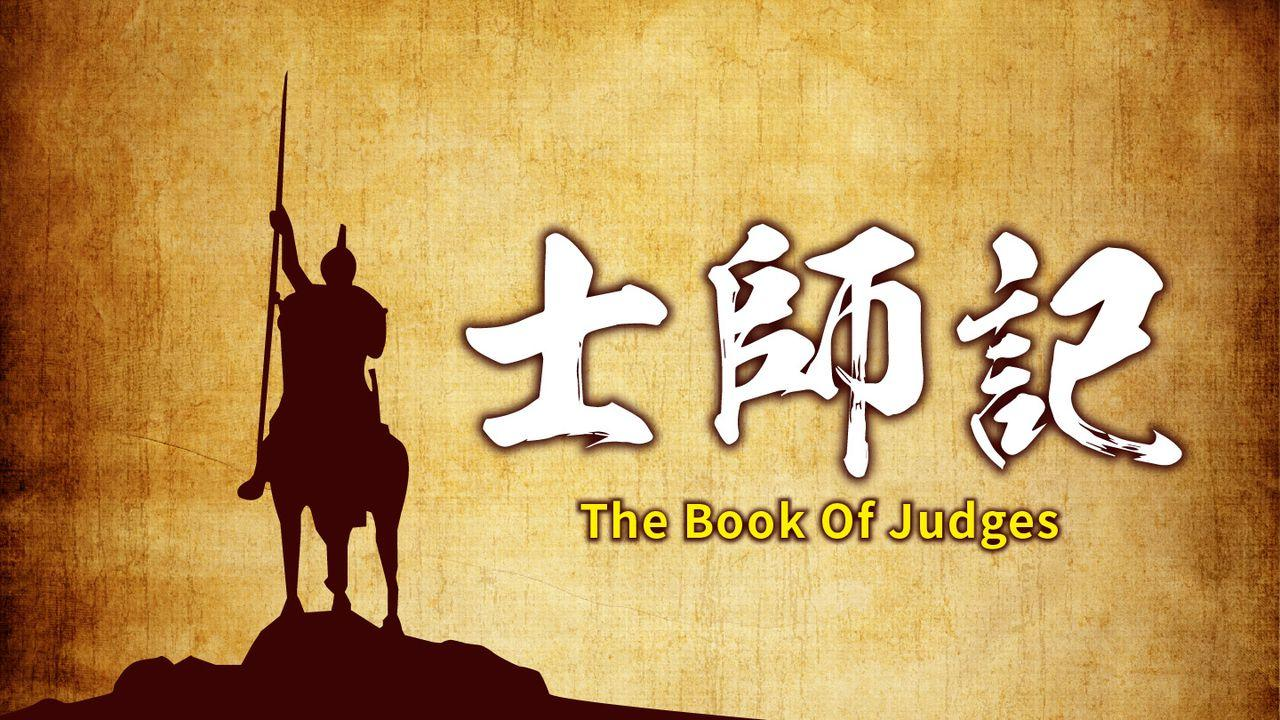 士師記
The Book Of Judges